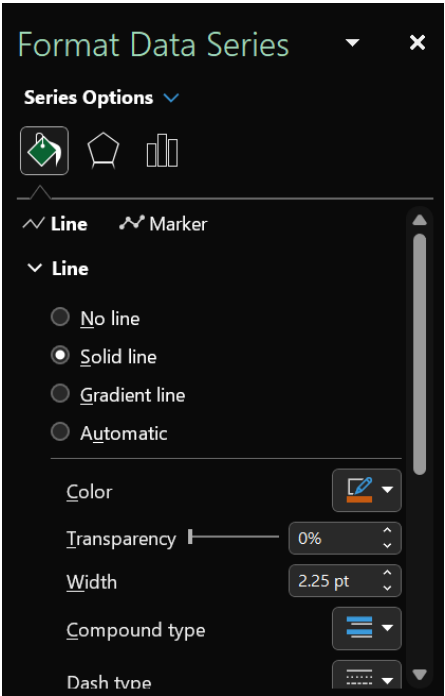 Format Data Series
Series Options
Line Marker
Line
No line
Solid line
Gradient line
Automatic
Color
Transparency 0%
Width 2.25 pt
Compound type
Dash type